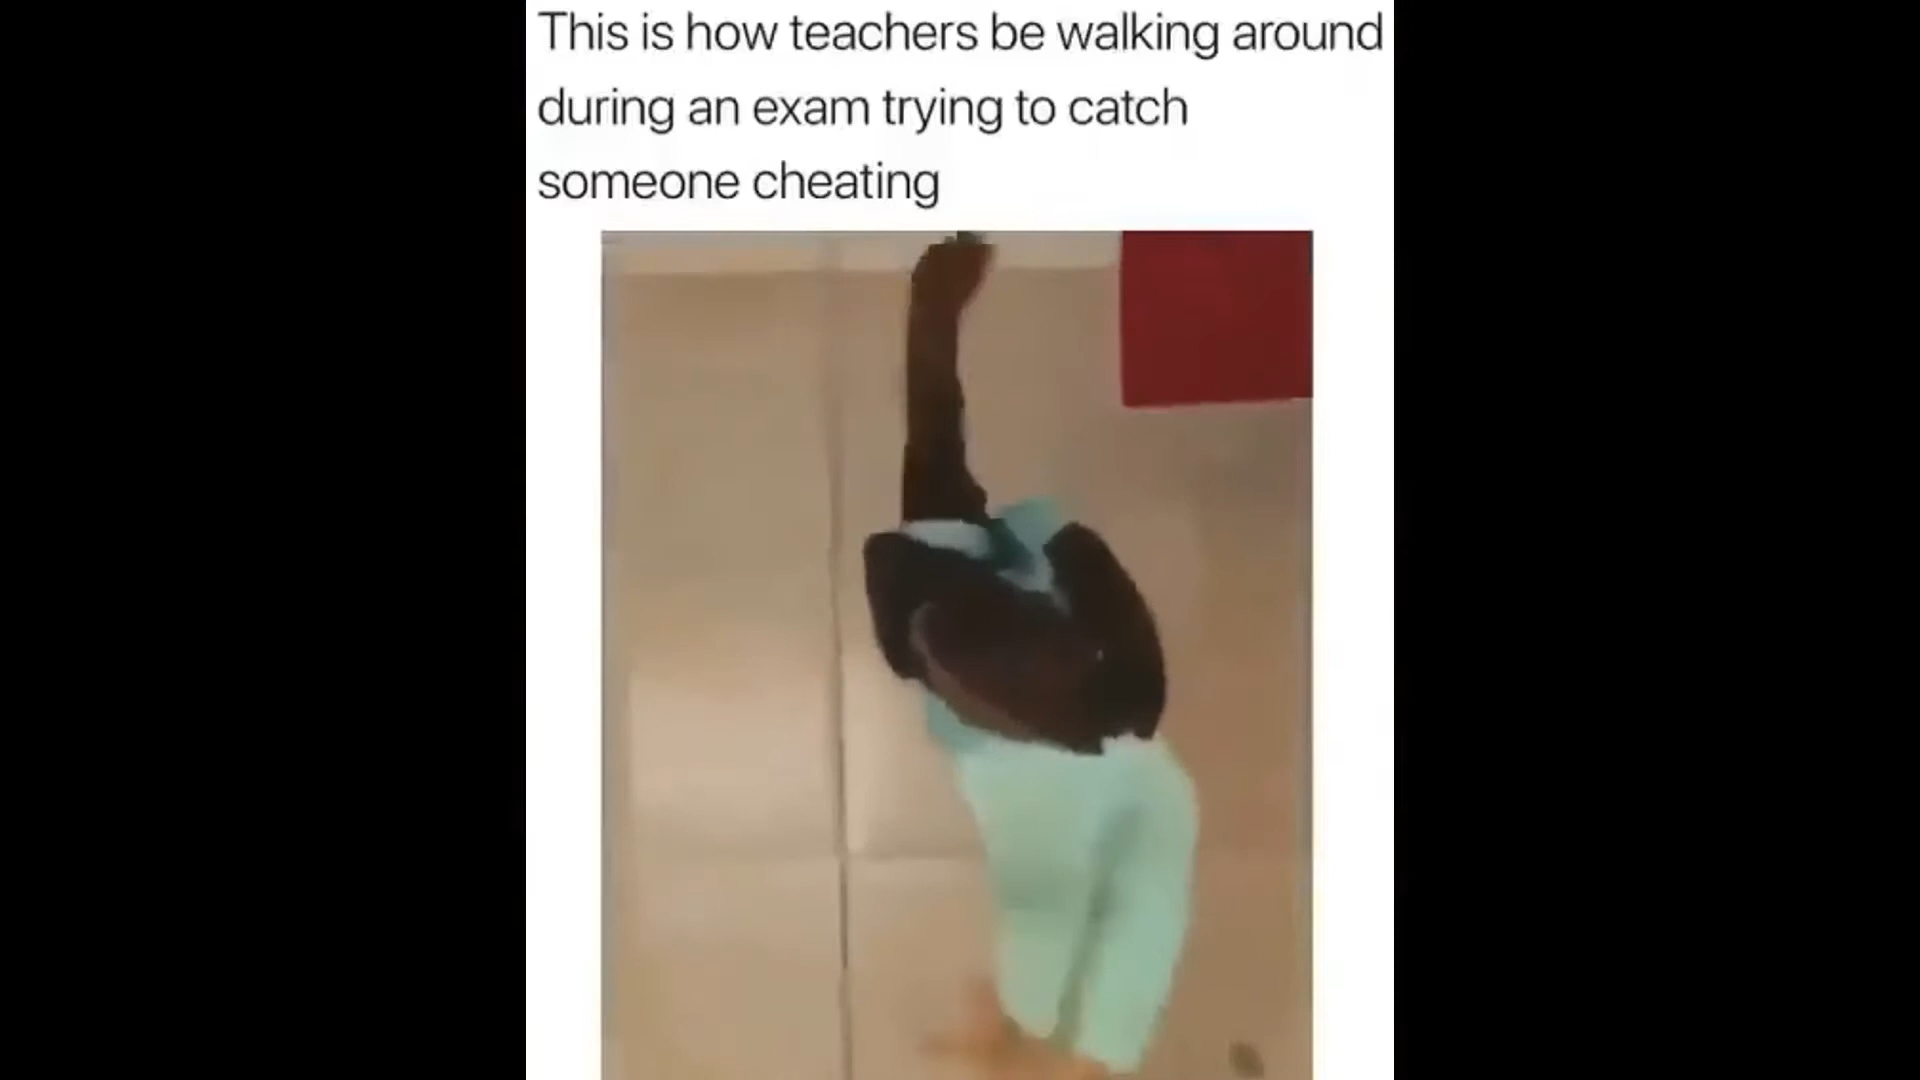 This is how teachers be walking around
during an exam trying to catch
someone cheating